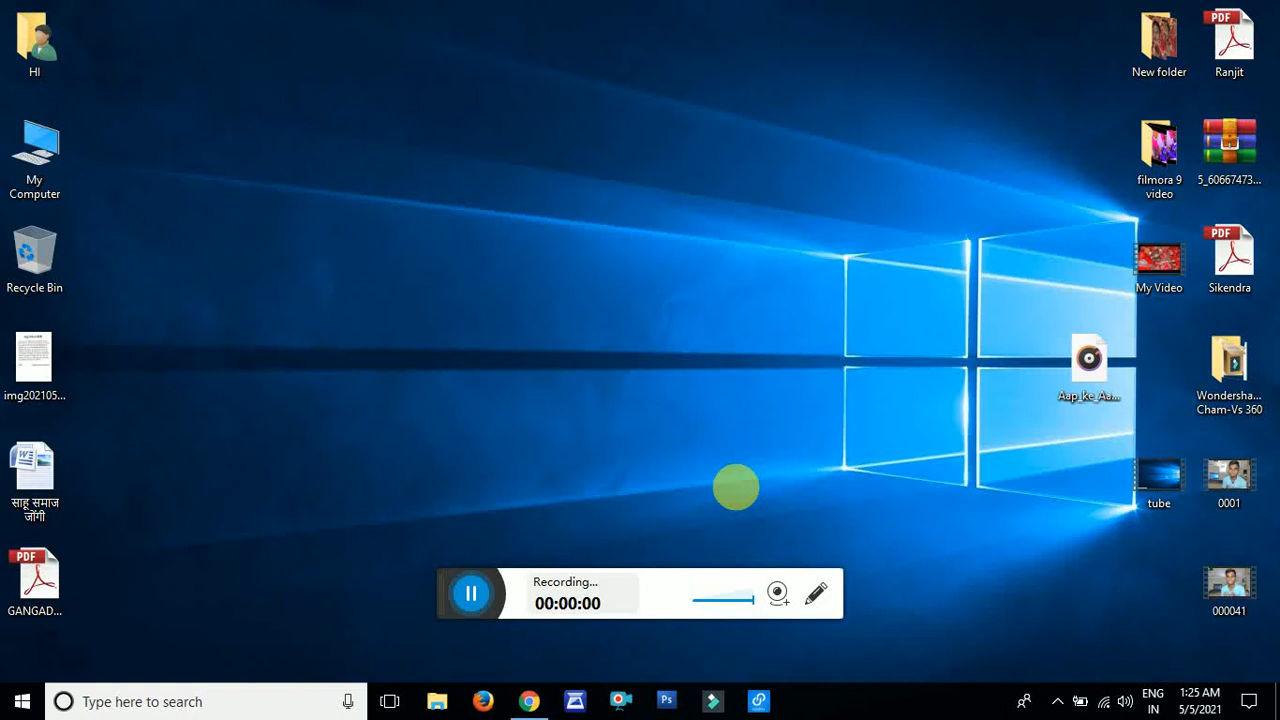 HI
My
Computer
Recycle Bin
img202105...
साहू समाज
जोंगी
PDF
GANGAD...
New folder
PDF
Ranjit
filmora 9
video
5_60667473...
My Video
PDF
Sikendra
Aap_ke_Aa...
Wondersha...
Cham-Vs 360
tube
0001
000041
Recording...
00:00:00
Type here to search
Ps
ENG
IN
1:25 AM
5/5/2021